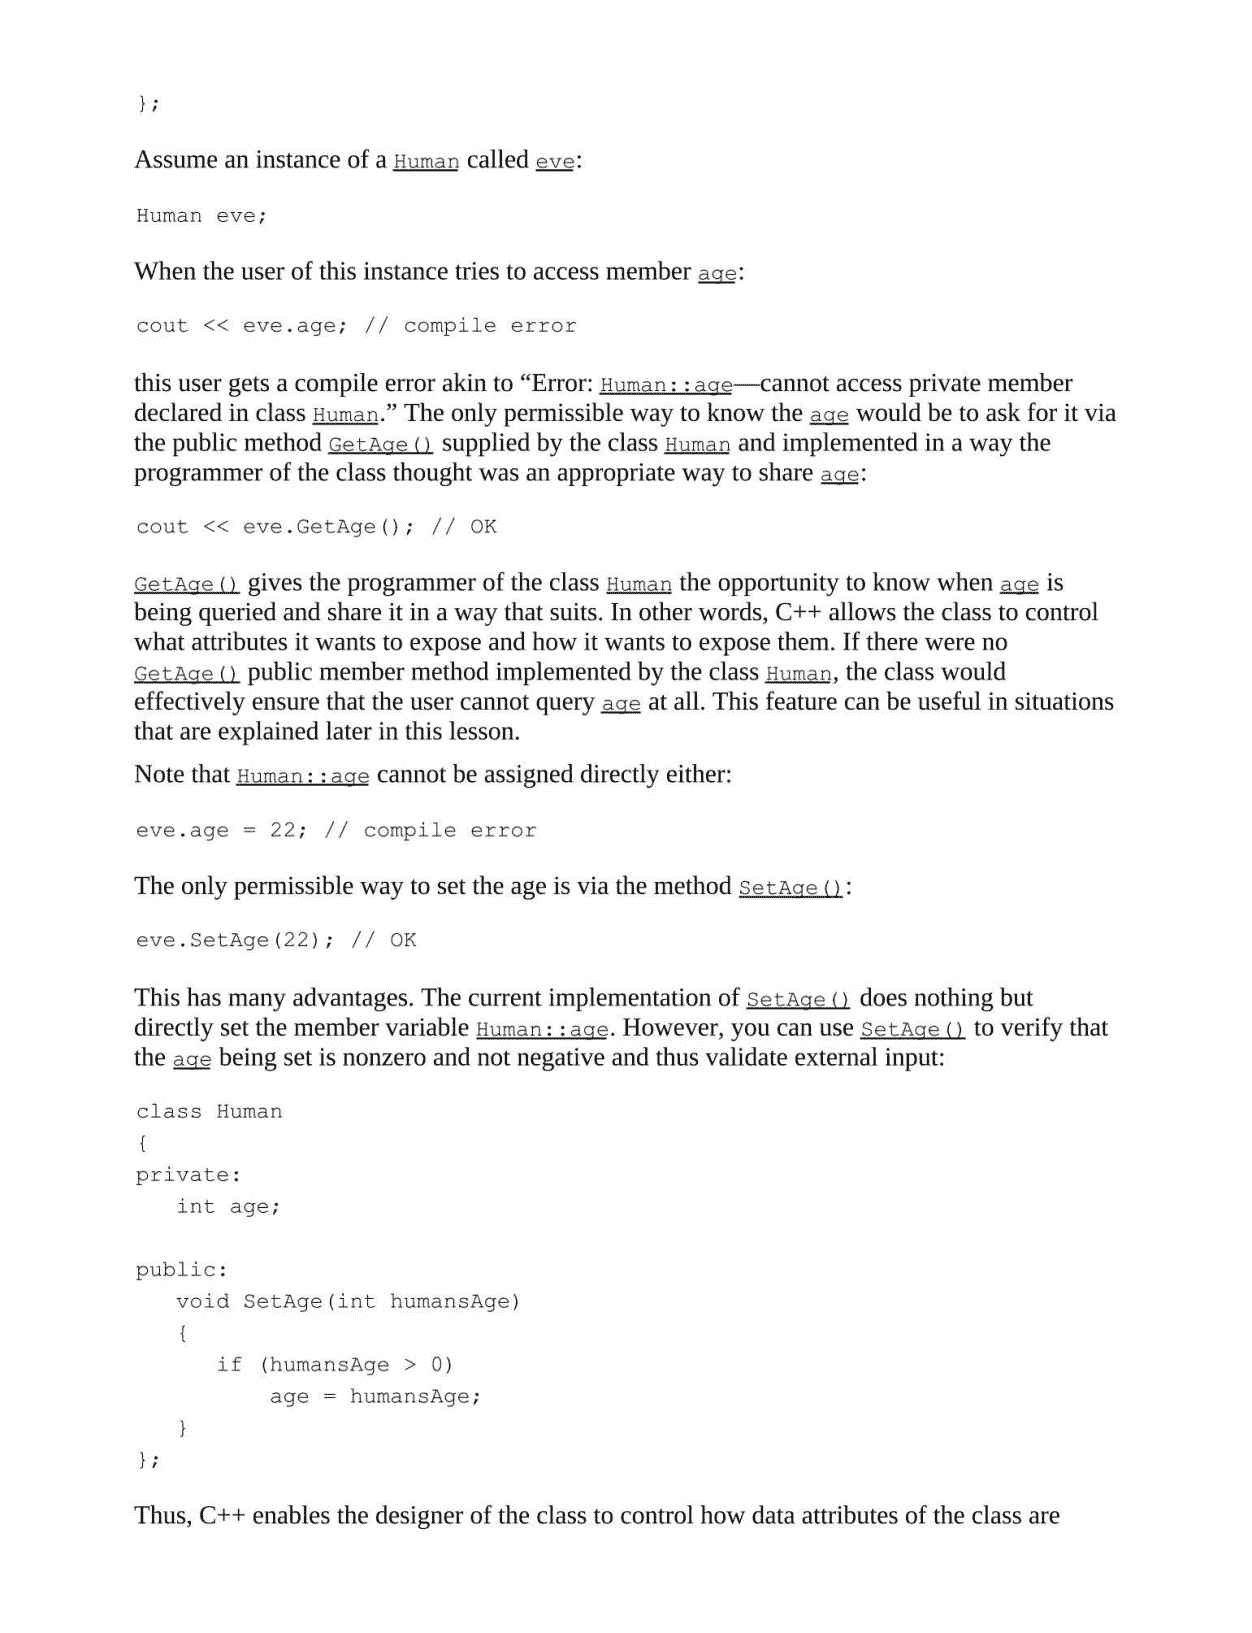 };
Assume an instance of a Human called eve:
Human eve;
When the user of this instance tries to access member age:
cout << eve.age; // compile error
this user gets a compile error akin to “Error: Human::age—cannot access private member
declared in class Human.” The only permissible way to know the age would be to ask for it via
the public method GetAge() supplied by the class Human and implemented in a way the
programmer of the class thought was an appropriate way to share age:
cout << eve.GetAge(); // OK
GetAge() gives the programmer of the class Human the opportunity to know when age is
being queried and share it in a way that suits. In other words, C++ allows the class to control
what attributes it wants to expose and how it wants to expose them. If there were no
GetAge() public member method implemented by the class Human, the class would
effectively ensure that the user cannot query age at all. This feature can be useful in situations
that are explained later in this lesson.
Note that Human::age cannot be assigned directly either:
eve.age = 22; // compile error
The only permissible way to set the age is via the method SetAge():
eve.SetAge(22); // OK
This has many advantages. The current implementation of SetAge() does nothing but
directly set the member variable Human::age. However, you can use SetAge() to verify that
the age being set is nonzero and not negative and thus validate external input:
class Human
{
private:
   int age;
public:
   void SetAge(int humansAge)
   {
      if (humansAge > 0)
          age = humansAge;
   }
};
Thus, C++ enables the designer of the class to control how data attributes of the class are